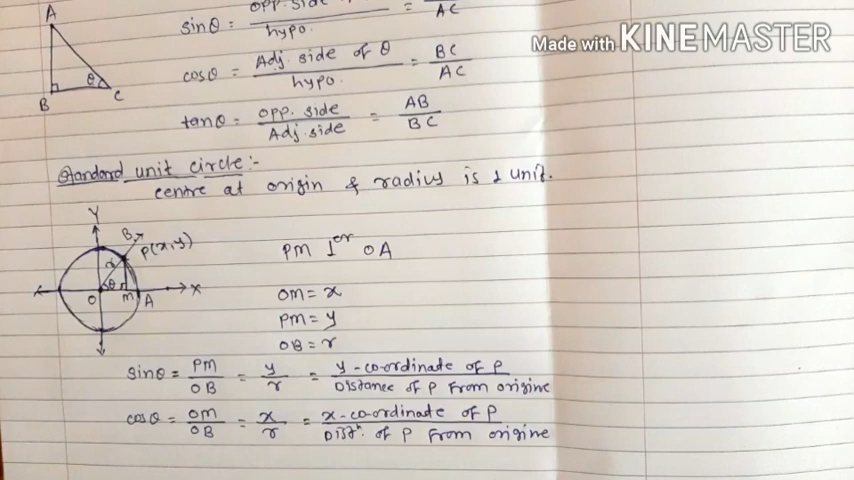 A
sinθ = opp. side / hypo. = / AC
Made with KINEMASTER
cosθ = Adj. side of θ / hypo. = BC / AC
θ
B C
tanθ = opp. side / Adj. side = AB / BC
Standard unit circle:-
centre at origin & radius is 1 unit.
Y
B P(x,y)
PM ⊥er OA
r θ
O M A X
OM = x
PM = y
OB = r
sinθ = PM / OB = y / r = y-co-ordinate of P / Distance of P from origine
cosθ = OM / OB = x / r = x-co-ordinate of P / Distn. of P from origine